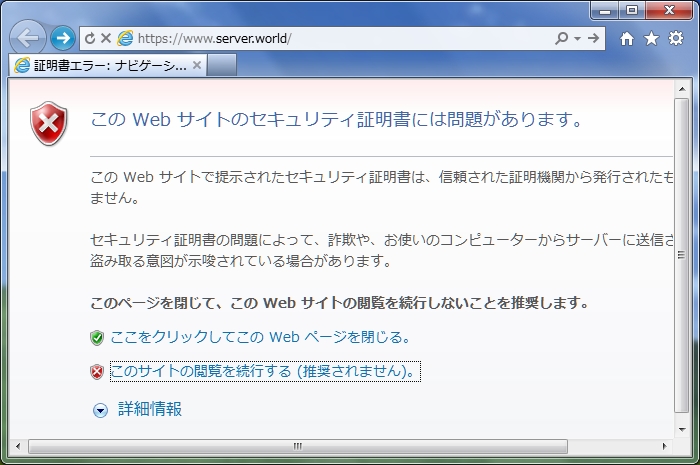 https://www.server.world/
証明書エラー: ナビゲーシ...
この Web サイトのセキュリティ証明書には問題があります。
この Web サイトで提示されたセキュリティ証明書は、信頼された証明機関から発行されたも
ません。
セキュリティ証明書の問題によって、詐欺や、お使いのコンピューターからサーバーに送信さ
盗み取る意図が示唆されている場合があります。
このページを閉じて、この Web サイトの閲覧を続行しないことを推奨します。
ここをクリックしてこの Web ページを閉じる。
このサイトの閲覧を続行する (推奨されません)。
詳細情報